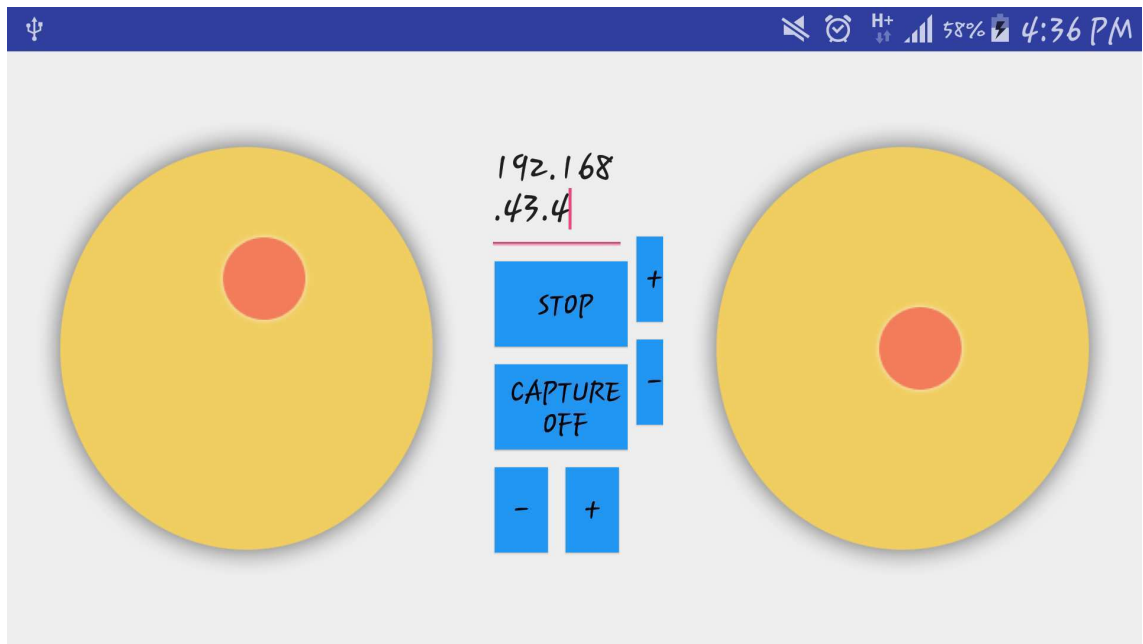 H+ 58% 4:36 PM
192.168
.43.4
+
STOP
-
CAPTURE
OFF
- +